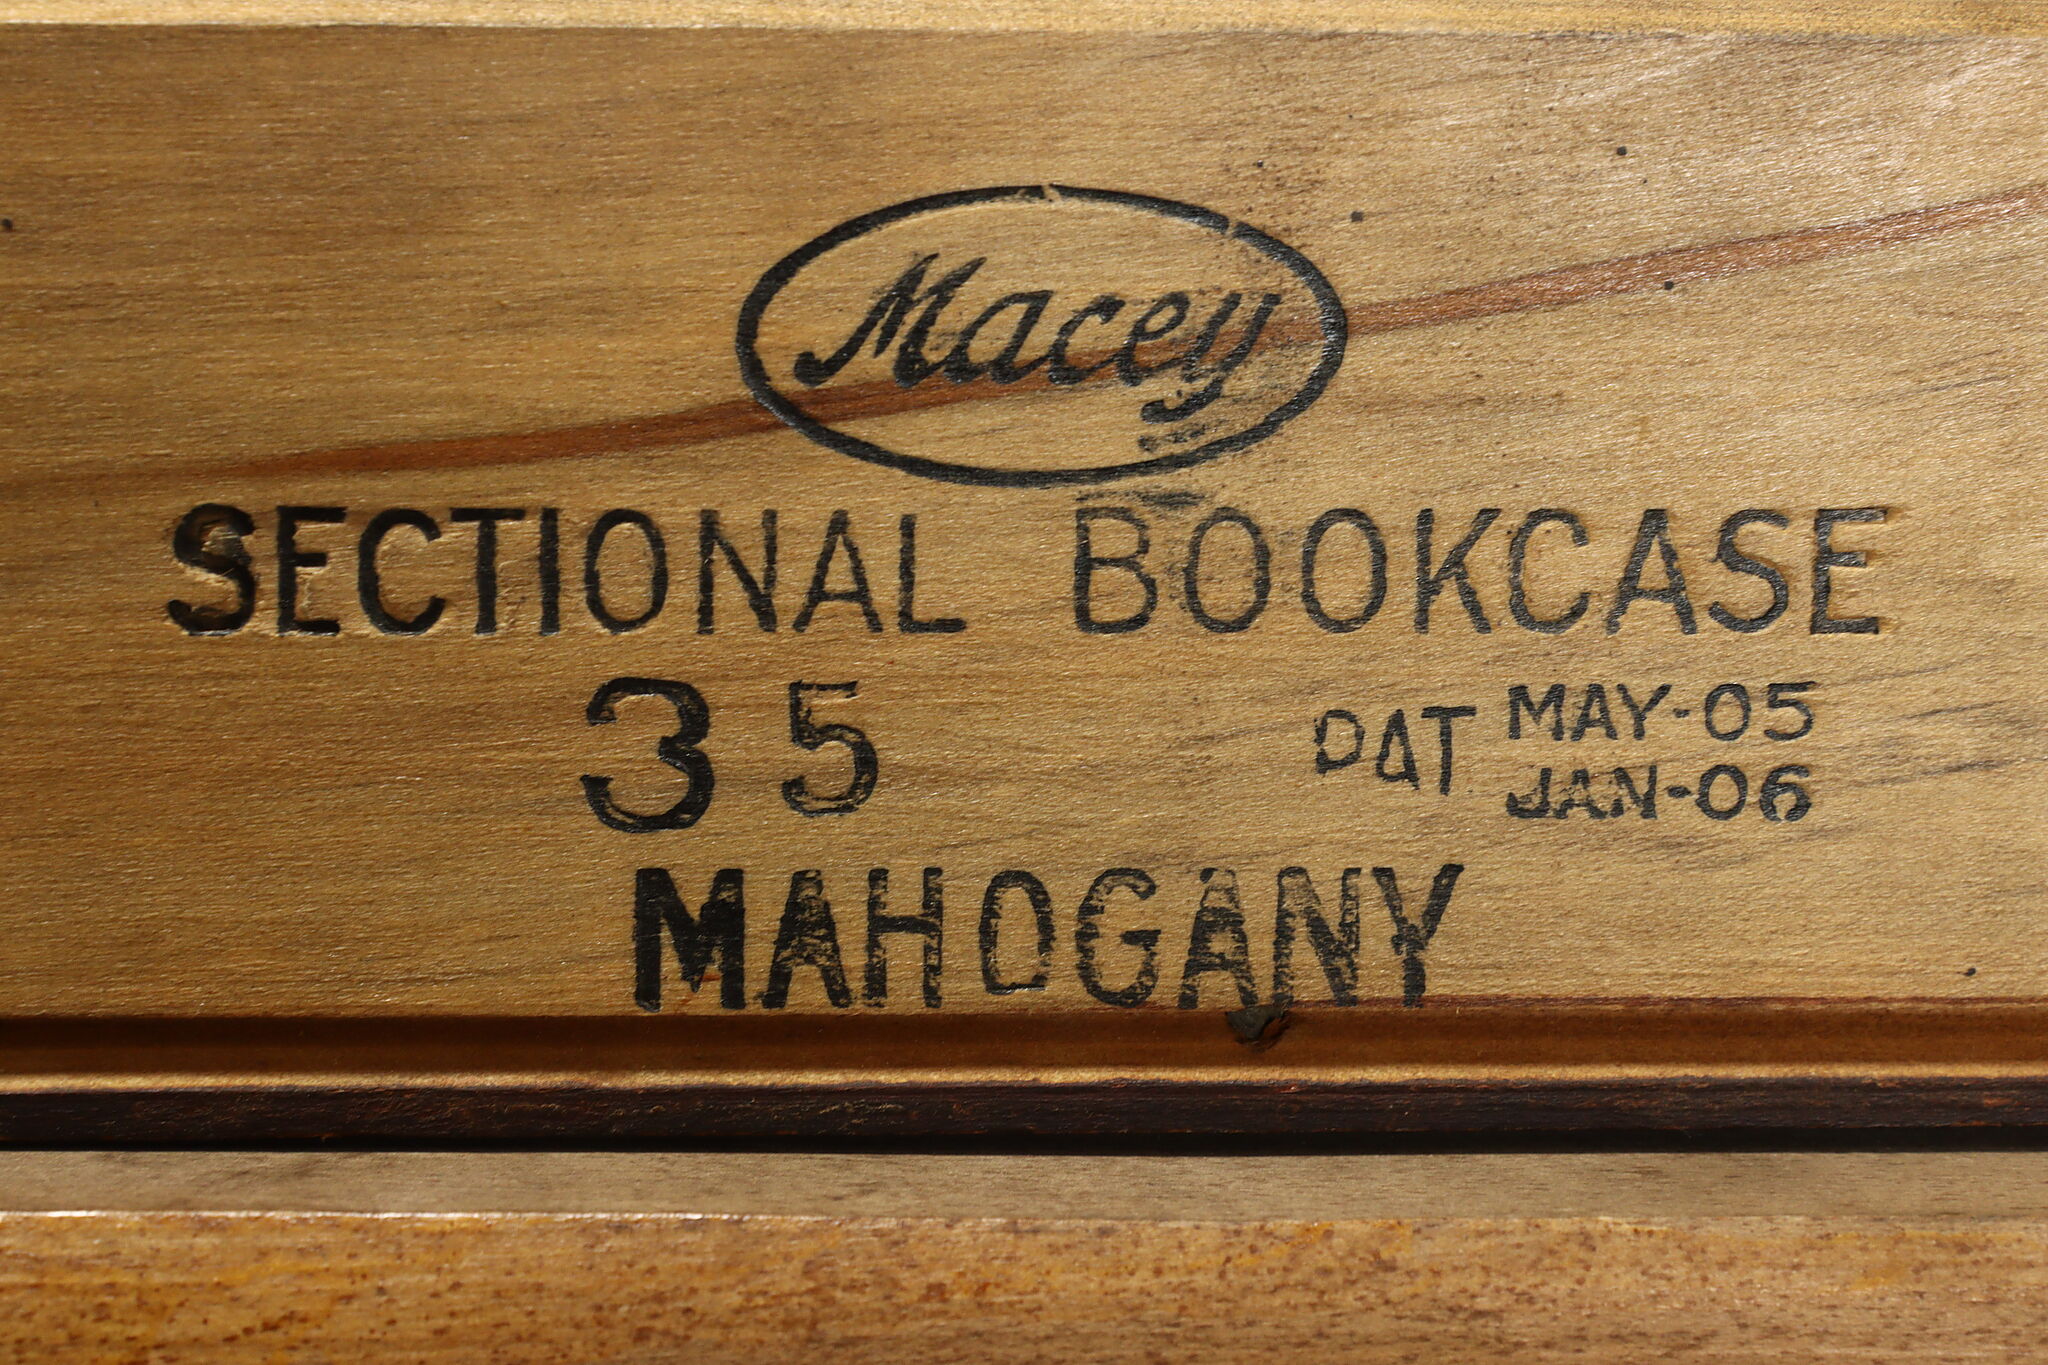 Macey
SECTIONAL BOOKCASE
35 PAT MAY-05
JAN-06
MAHOGANY